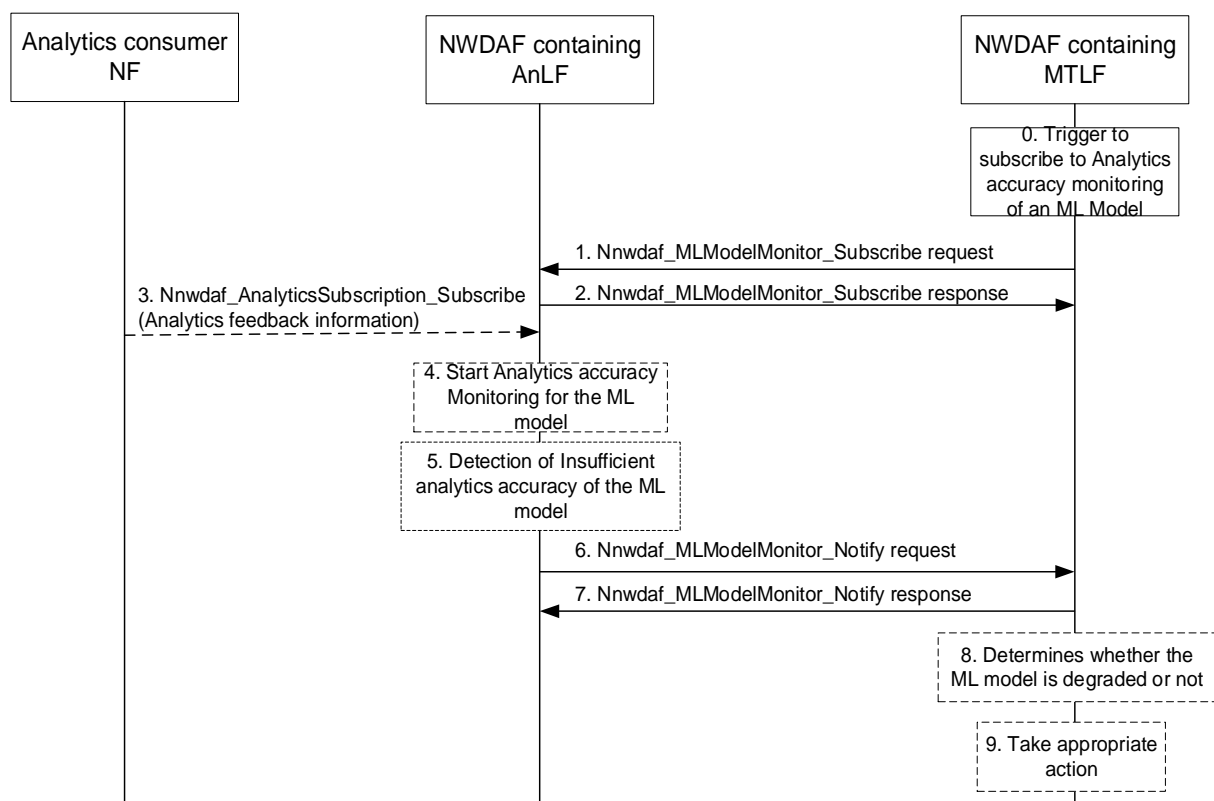 Analytics consumer
NF
NWDAF containing
AnLF
NWDAF containing
MTLF
0. Trigger to
subscribe to Analytics
accuracy monitoring
of an ML Model
1. Nnwdaf_MLModelMonitor_Subscribe request
2. Nnwdaf_MLModelMonitor_Subscribe response
3. Nnwdaf_AnalyticsSubscription_Subscribe
(Analytics feedback information)
4. Start Analytics accuracy
Monitoring for the ML
model
5. Detection of Insufficient
analytics accuracy of the ML
model
6. Nnwdaf_MLModelMonitor_Notify request
7. Nnwdaf_MLModelMonitor_Notify response
8. Determines whether the
ML model is degraded or not
9. Take appropriate
action